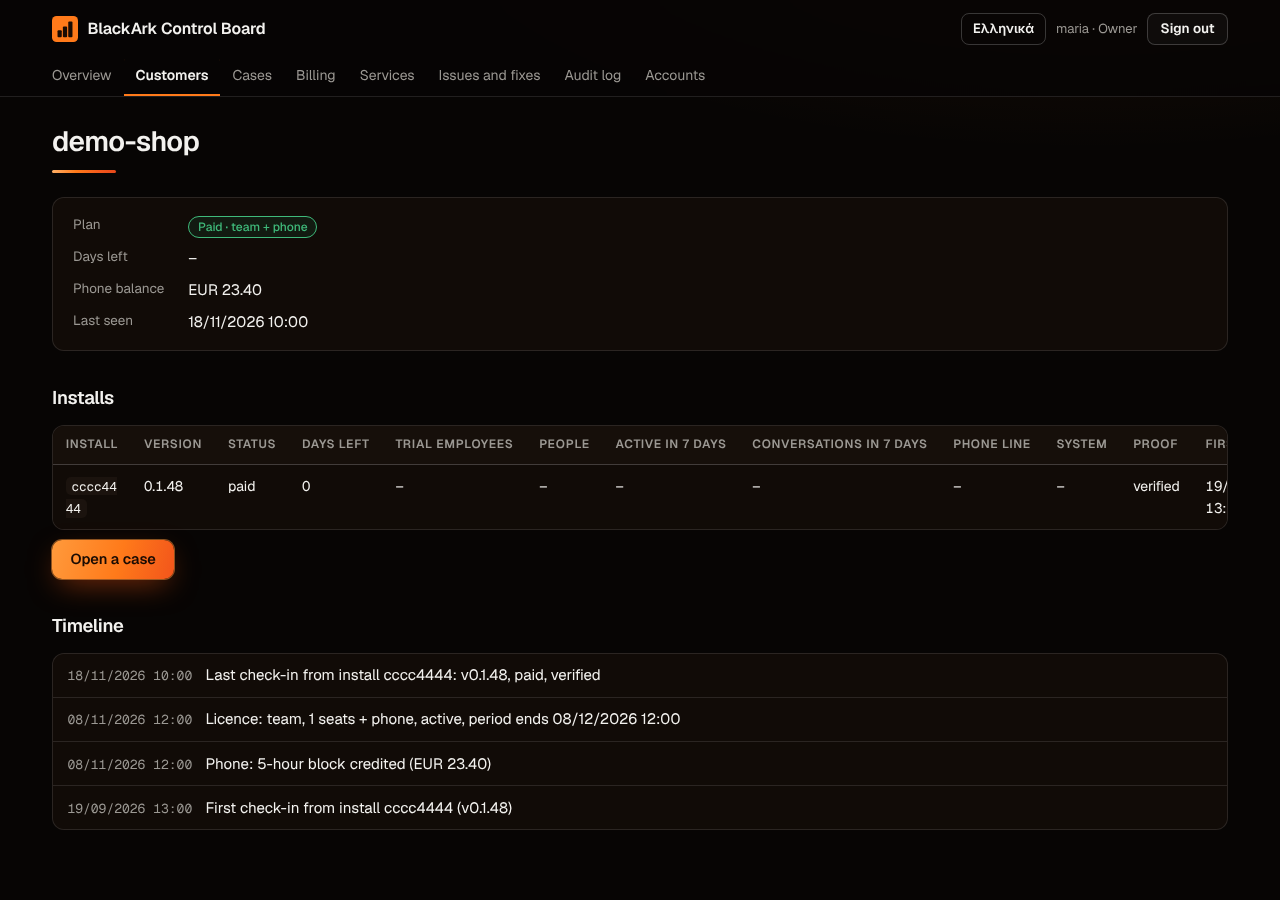 BlackArk Control Board
Ελληνικά
maria · Owner
Sign out
Overview Customers Cases Billing Services Issues and fixes Audit log Accounts
demo-shop
Plan Paid · team + phone
Days left –
Phone balance EUR 23.40
Last seen 18/11/2026 10:00
Installs
INSTALL VERSION STATUS DAYS LEFT TRIAL EMPLOYEES PEOPLE ACTIVE IN 7 DAYS CONVERSATIONS IN 7 DAYS PHONE LINE SYSTEM PROOF FIR
cccc44 0.1.48 paid 0 – – – – – – verified 19/
44 13:
Open a case
Timeline
18/11/2026 10:00 Last check-in from install cccc4444: v0.1.48, paid, verified
08/11/2026 12:00 Licence: team, 1 seats + phone, active, period ends 08/12/2026 12:00
08/11/2026 12:00 Phone: 5-hour block credited (EUR 23.40)
19/09/2026 13:00 First check-in from install cccc4444 (v0.1.48)